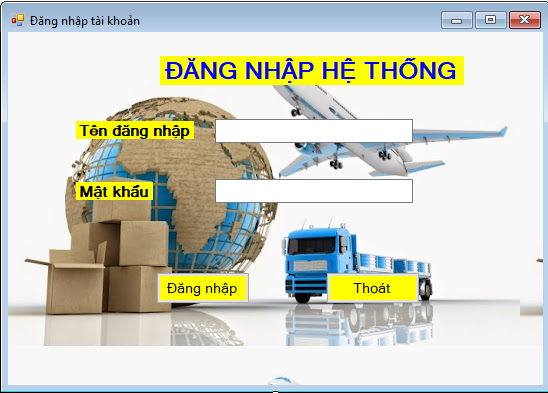 Đăng nhập tài khoản
ĐĂNG NHẬP HỆ THỐNG
Tên đăng nhập
Mật khẩu
Đăng nhập
Thoát